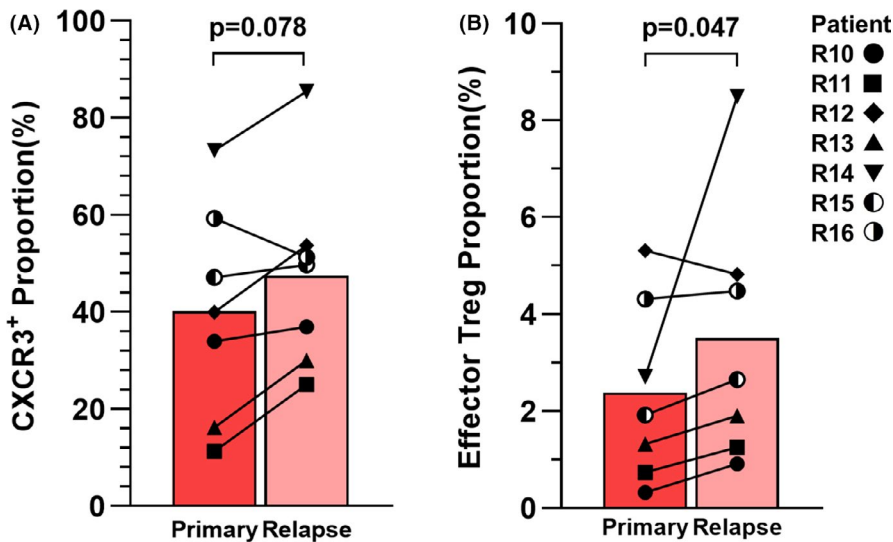 (A)
p=0.078
CXCR3+ Proportion(%)
100
80
60
40
20
0
Primary Relapse
(B)
p=0.047
Effector Treg Proportion(%)
10
8
6
4
2
0
Primary Relapse
Patient
R10
R11
R12
R13
R14
R15
R16